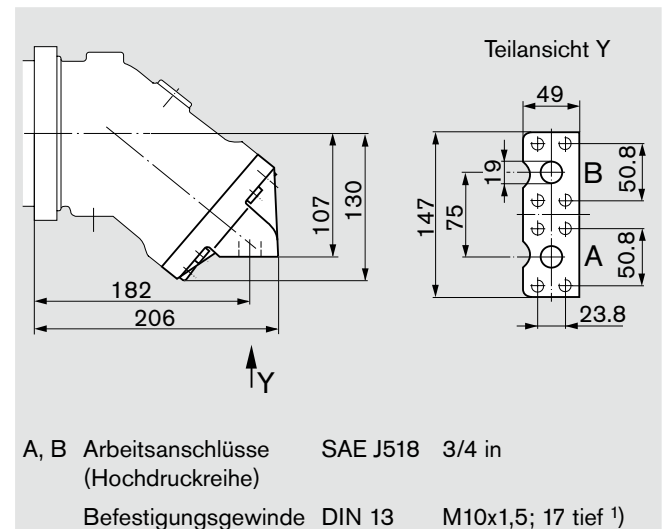 Teilansicht Y
49
19
B
50.8
147
75
107
130
A
50.8
182
23.8
206
Y
A, B Arbeitsanschlüsse SAE J518 3/4 in
(Hochdruckreihe)
Befestigungsgewinde DIN 13 M10x1,5; 17 tief 1)